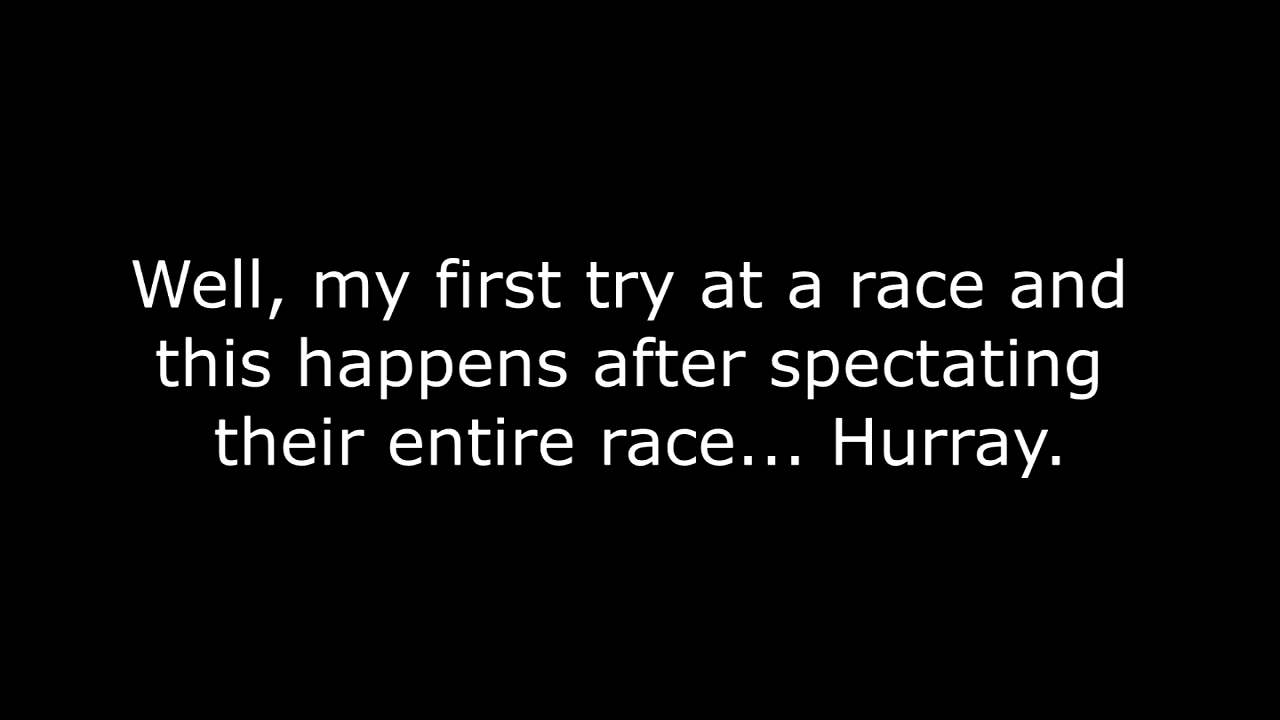 Well, my first try at a race and
this happens after spectating
their entire race... Hurray.